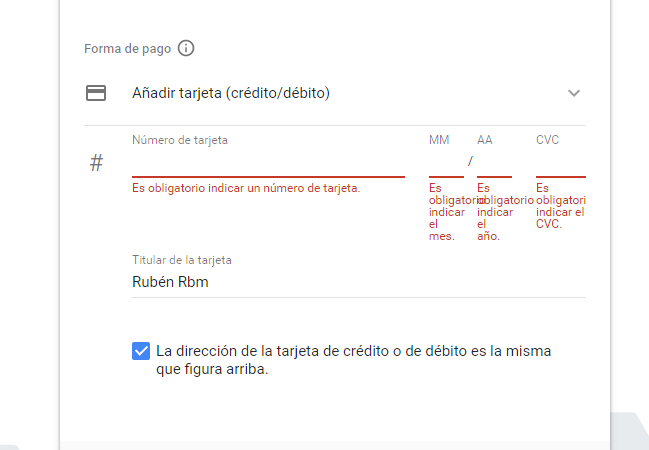 Forma de pago
Añadir tarjeta (crédito/débito)
Número de tarjeta MM AA CVC
# /
Es obligatorio indicar un número de tarjeta.
Es obligatorio indicar el mes.
Es obligatorio indicar el año.
Es obligatori indicar el CVC.
Titular de la tarjeta
Rubén Rbm
La dirección de la tarjeta de crédito o de débito es la misma
que figura arriba.